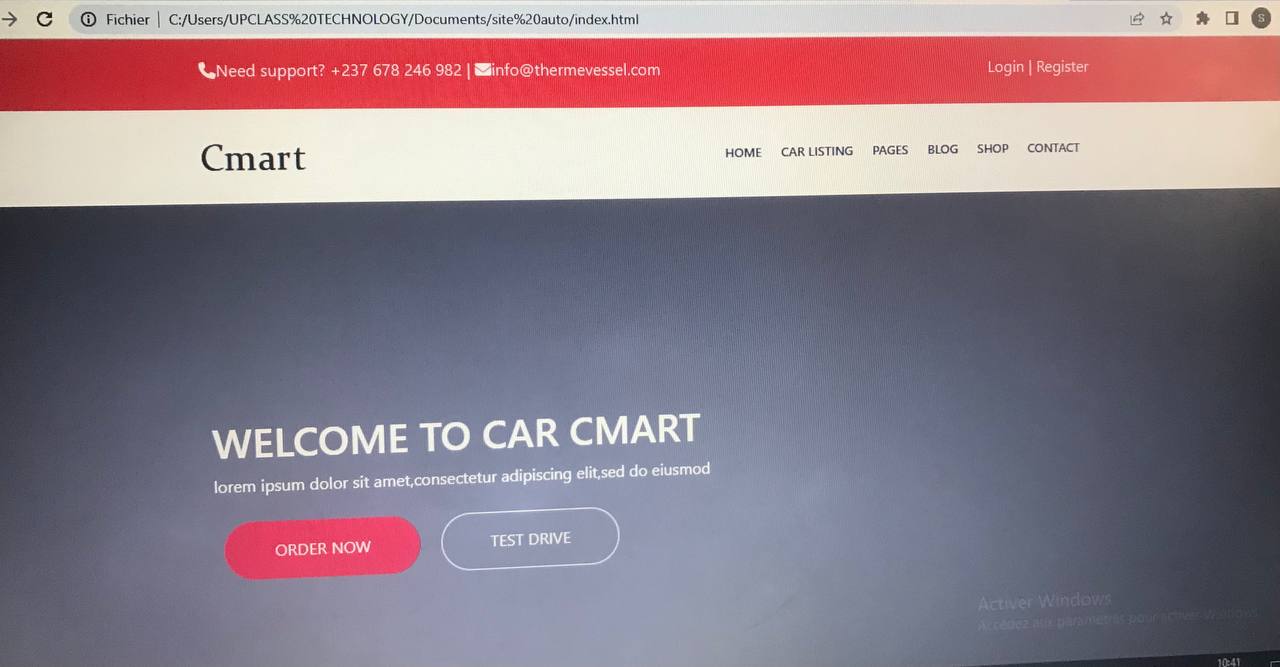 Fichier | C:/Users/UPCLASS%20TECHNOLOGY/Documents/site%20auto/index.html
S
Need support? +237 678 246 982 | info@thermevessel.com
Login | Register
Cmart
HOME CAR LISTING PAGES BLOG SHOP CONTACT
WELCOME TO CAR CMART
lorem ipsum dolor sit amet,consectetur adipiscing elit,sed do eiusmod
ORDER NOW
TEST DRIVE
Activer Windows
Accédez aux paramètres pour activer Windows.
10:41